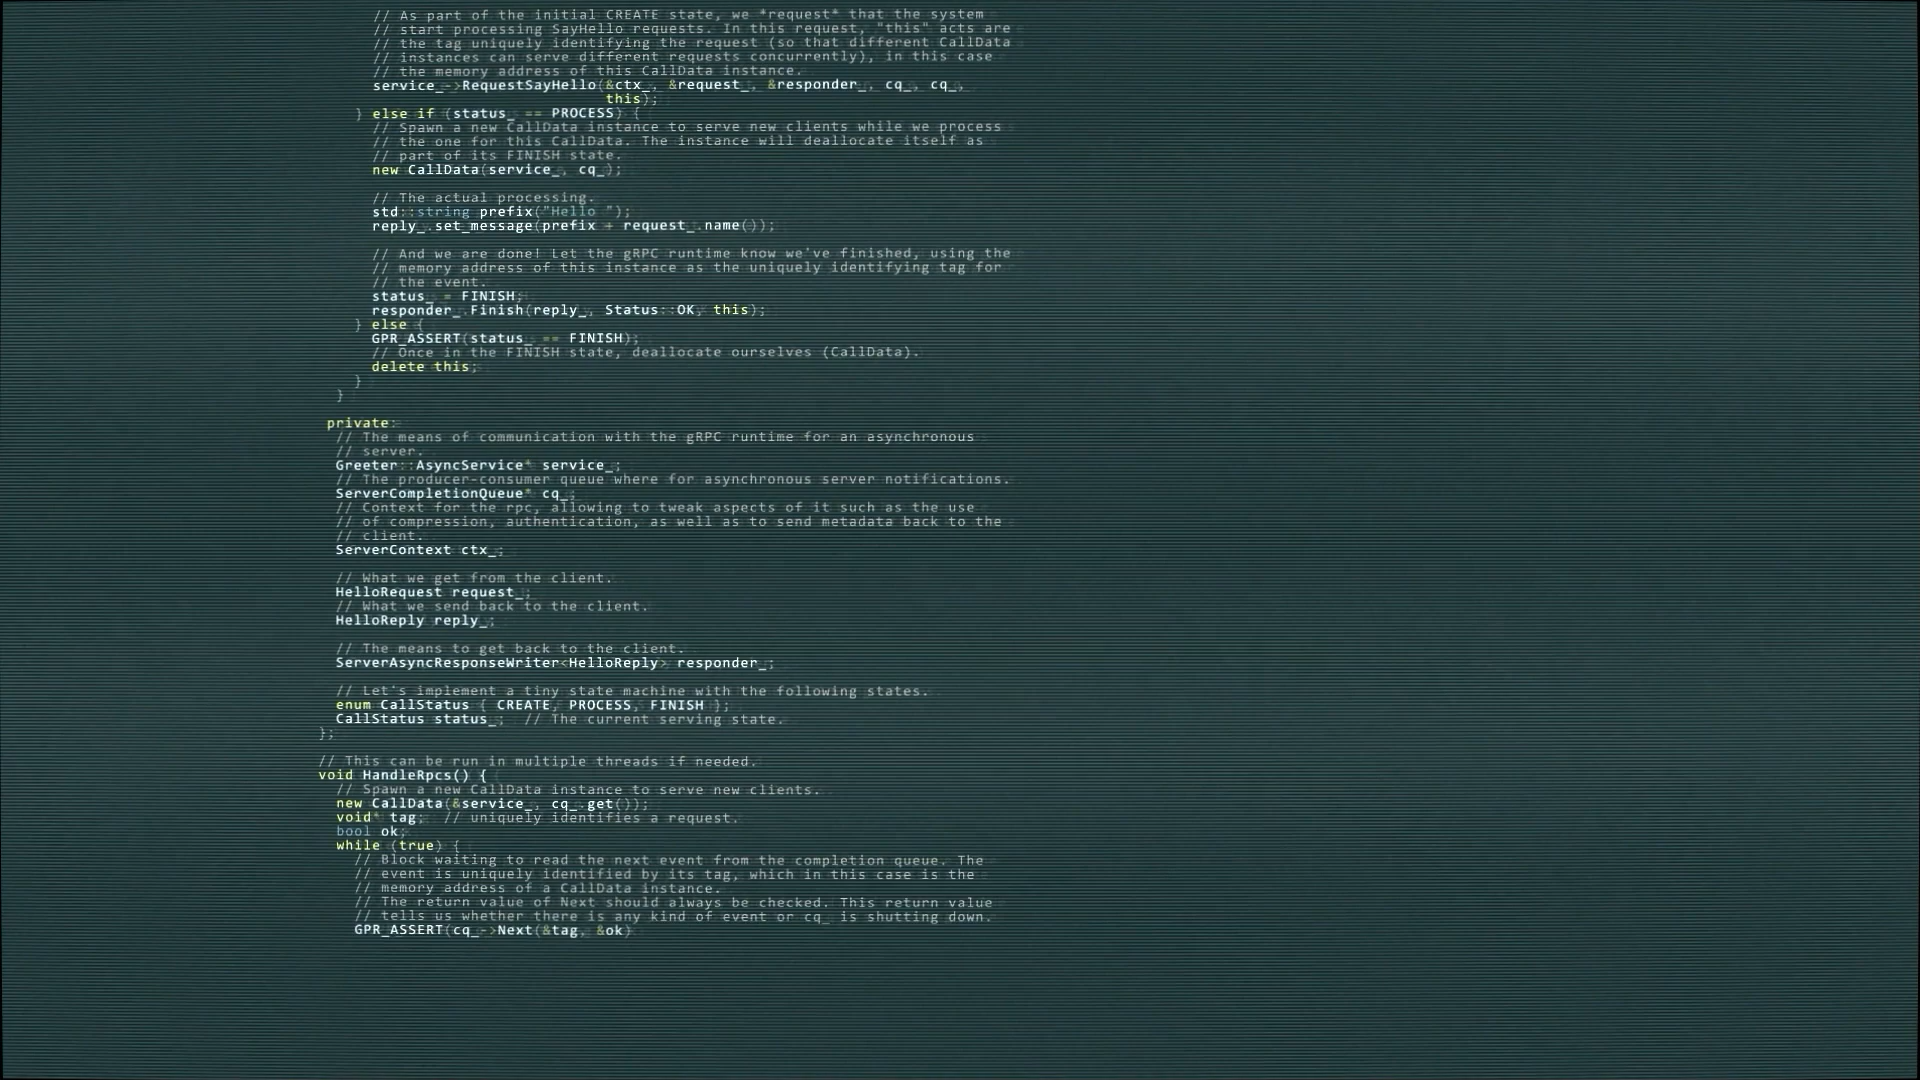 // As part of the initial CREATE state, we *request* that the system
// start processing SayHello requests. In this request, "this" acts are
// the tag uniquely identifying the request (so that different CallData
// instances can serve different requests concurrently), in this case
// the memory address of this CallData instance.
service_->RequestSayHello(&ctx_, &request_, &responder_, cq_, cq_,
this);
} else if (status_ == PROCESS) {
// Spawn a new CallData instance to serve new clients while we process
// the one for this CallData. The instance will deallocate itself as
// part of its FINISH state.
new CallData(service_, cq_);
// The actual processing.
std::string prefix("Hello ");
reply_.set_message(prefix + request_.name());
// And we are done! Let the gRPC runtime know we've finished, using the
// memory address of this instance as the uniquely identifying tag for
// the event.
status_ = FINISH;
responder_.Finish(reply_, Status::OK, this);
} else {
GPR_ASSERT(status_ == FINISH);
// Once in the FINISH state, deallocate ourselves (CallData).
delete this;
}
}
private:
// The means of communication with the gRPC runtime for an asynchronous
// server.
Greeter::AsyncService* service_;
// The producer-consumer queue where for asynchronous server notifications.
ServerCompletionQueue* cq_;
// Context for the rpc, allowing to tweak aspects of it such as the use
// of compression, authentication, as well as to send metadata back to the
// client.
ServerContext ctx_;
// What we get from the client.
HelloRequest request_;
// What we send back to the client.
HelloReply reply_;
// The means to get back to the client.
ServerAsyncResponseWriter<HelloReply> responder_;
// Let's implement a tiny state machine with the following states.
enum CallStatus { CREATE, PROCESS, FINISH };
CallStatus status_; // The current serving state.
};
// This can be run in multiple threads if needed.
void HandleRpcs() {
// Spawn a new CallData instance to serve new clients.
new CallData(&service_, cq_.get());
void* tag; // uniquely identifies a request.
bool ok;
while (true) {
// Block waiting to read the next event from the completion queue. The
// event is uniquely identified by its tag, which in this case is the
// memory address of a CallData instance.
// The return value of Next should always be checked. This return value
// tells us whether there is any kind of event or cq_ is shutting down.
GPR_ASSERT(cq_->Next(&tag, &ok)